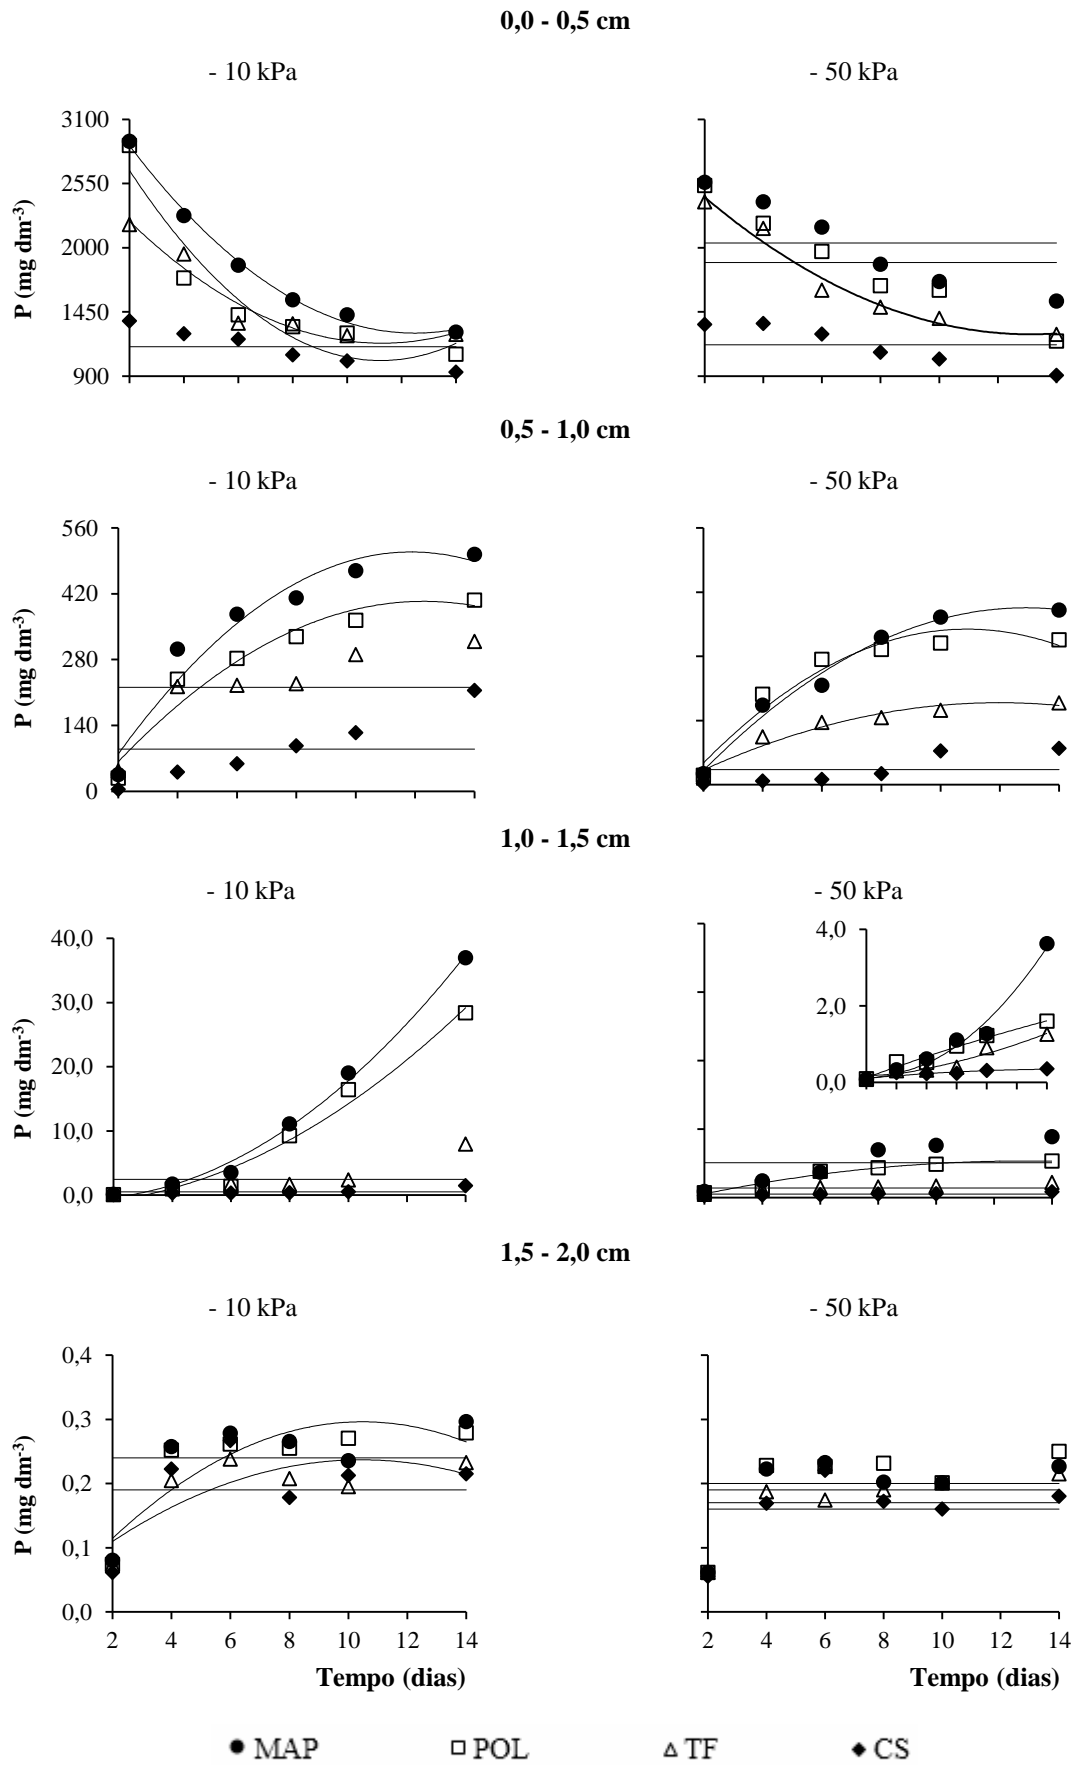 0,0 - 0,5 cm
- 10 kPa
- 50 kPa
3100
2550
2000
1450
900
P (mg dm-3)
0,5 - 1,0 cm
- 10 kPa
- 50 kPa
560
420
280
140
0
P (mg dm-3)
1,0 - 1,5 cm
- 10 kPa
- 50 kPa
40,0
30,0
20,0
10,0
0,0
P (mg dm-3)
4,0
2,0
0,0
1,5 - 2,0 cm
- 10 kPa
- 50 kPa
0,4
0,3
0,2
0,1
0,0
P (mg dm-3)
2 4 6 8 10 12 14
Tempo (dias)
2 4 6 8 10 12 14
Tempo (dias)
MAP POL TF CS